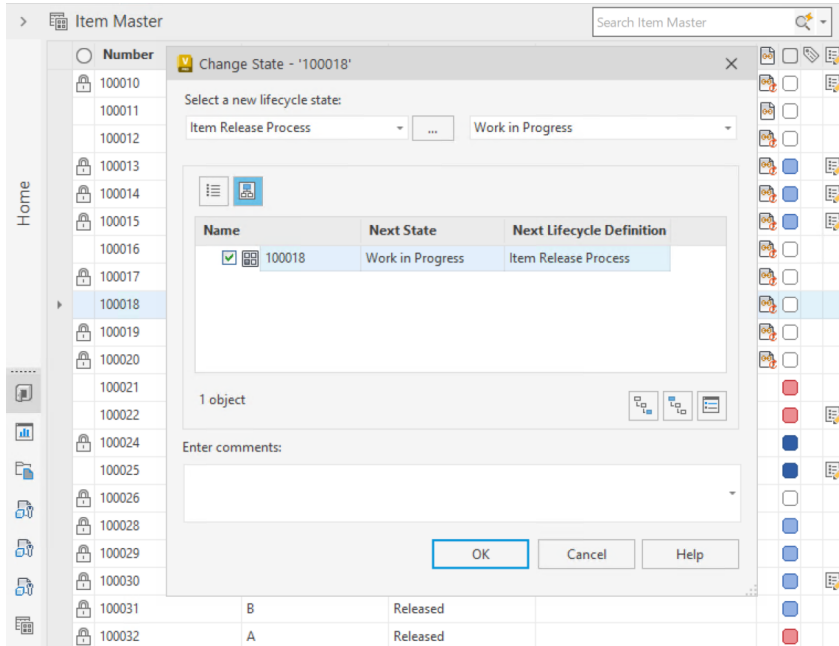 Item Master
Search Item Master
Home
Number
100010
100011
100012
100013
100014
100015
100016
100017
100018
100019
100020
100021
100022
100024
100025
100026
100028
100029
100030
100031 B Released
100032 A Released
Change State - '100018'
Select a new lifecycle state:
Item Release Process ... Work in Progress
Name Next State Next Lifecycle Definition
100018 Work in Progress Item Release Process
1 object
Enter comments:
OK Cancel Help